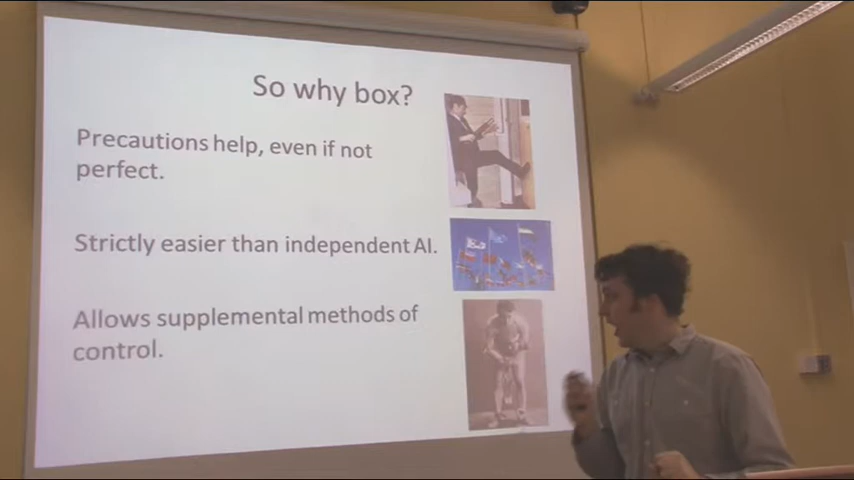 So why box?
Precautions help, even if not
perfect.
Strictly easier than independent AI.
Allows supplemental methods of
control.